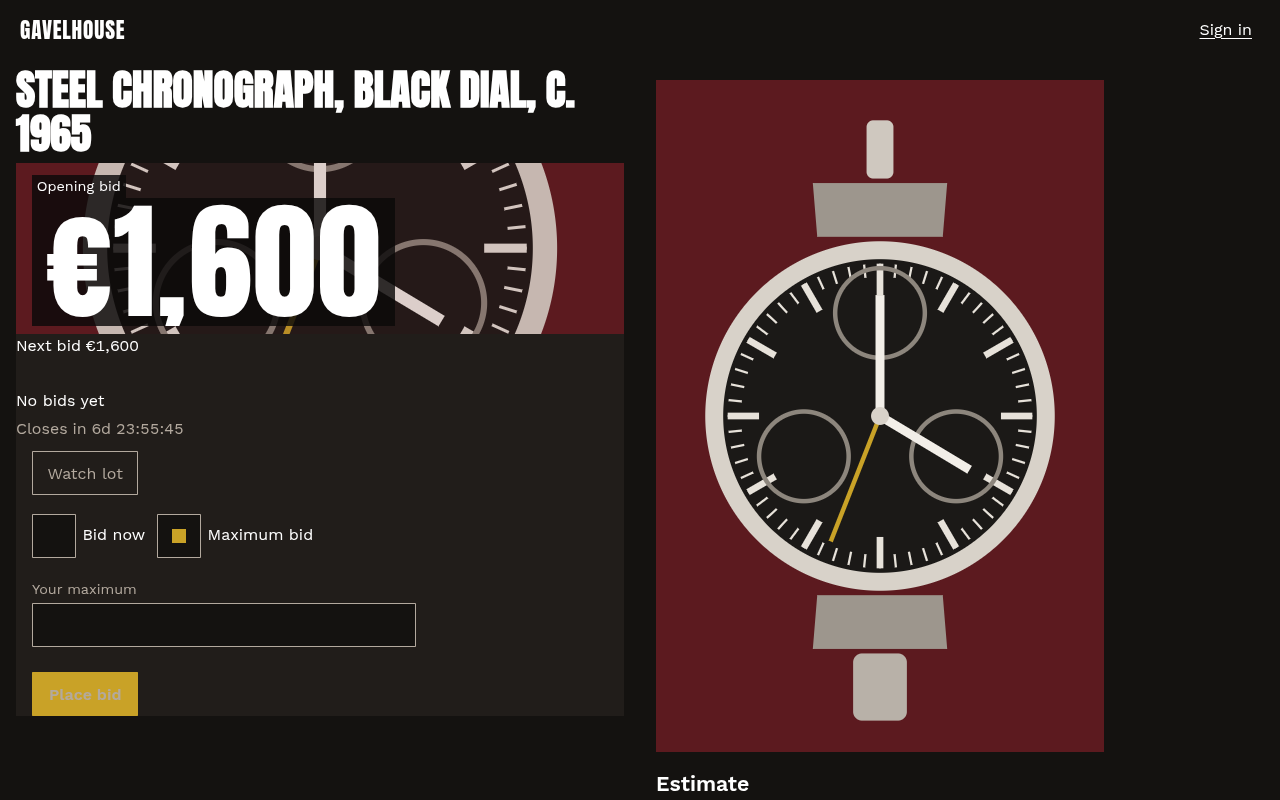 GAVELHOUSE
Sign in
STEEL CHRONOGRAPH, BLACK DIAL, C.
1965
Opening bid
€1,600
Next bid €1,600
No bids yet
Closes in 6d 23:55:45
Watch lot
Bid now
Maximum bid
Your maximum
Place bid
Estimate